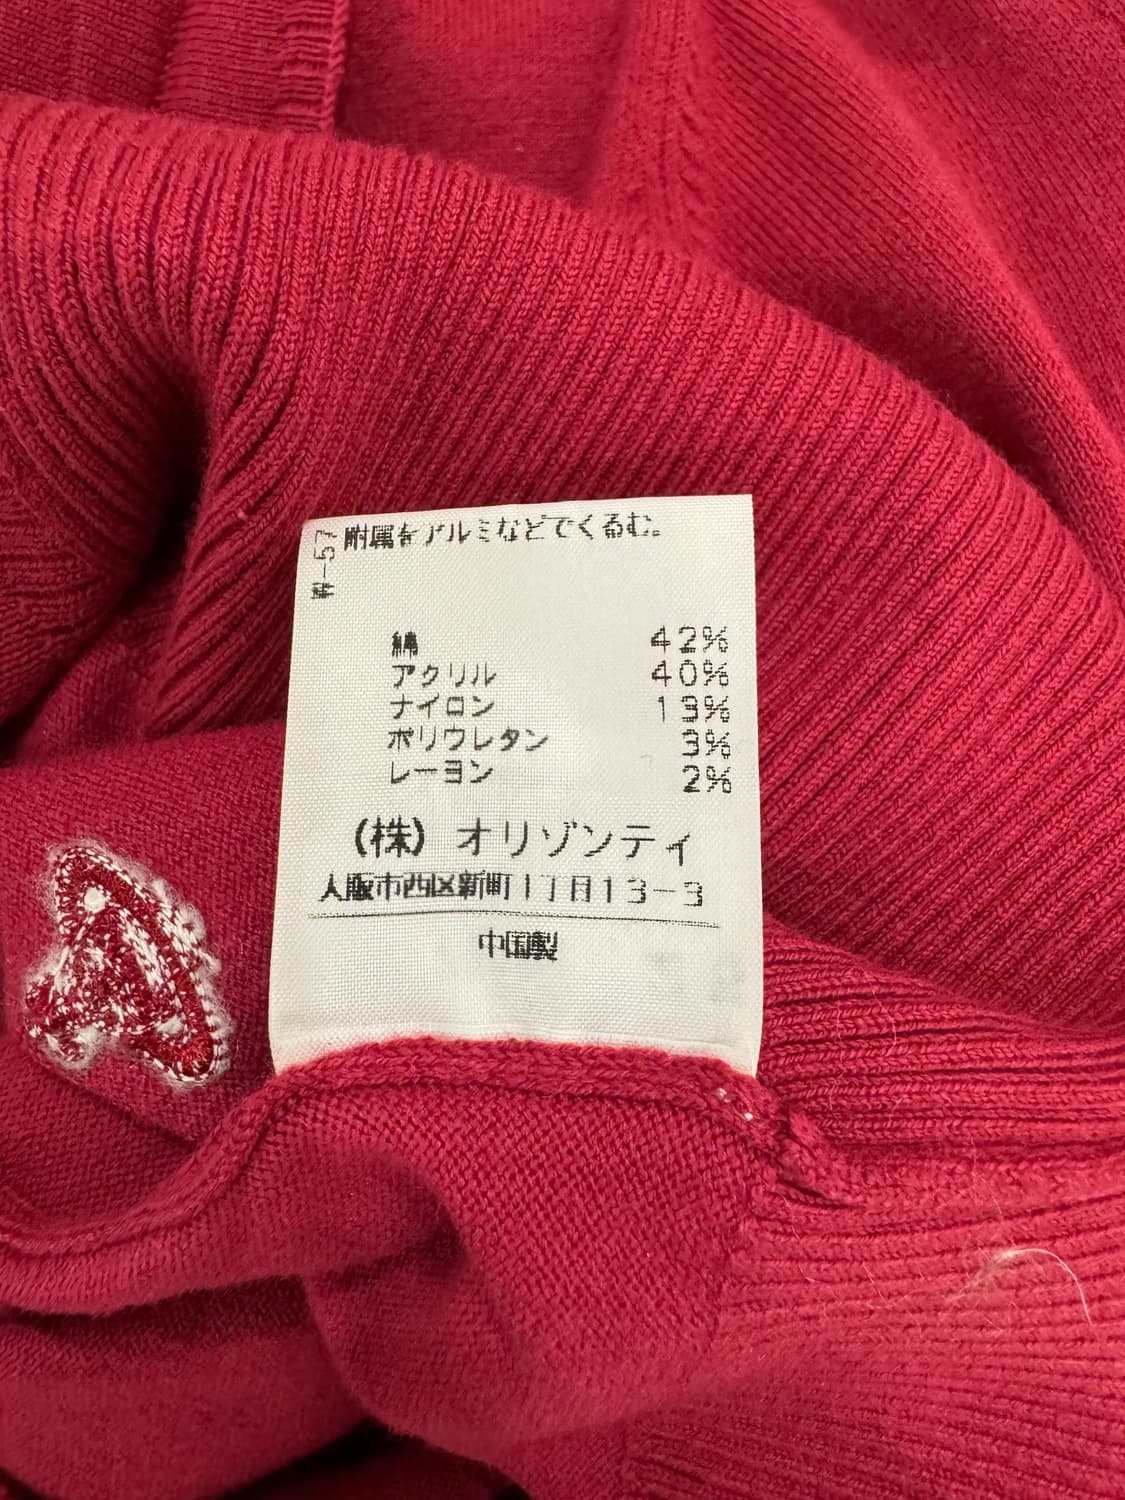 附属をアルミなどでくるむ。
W-57
綿 42%
アクリル 40%
ナイロン 13%
ポリウレタン 3%
レーヨン 2%
(株) オリゾンティ
大阪市西区新町1丁目13-3
中国製